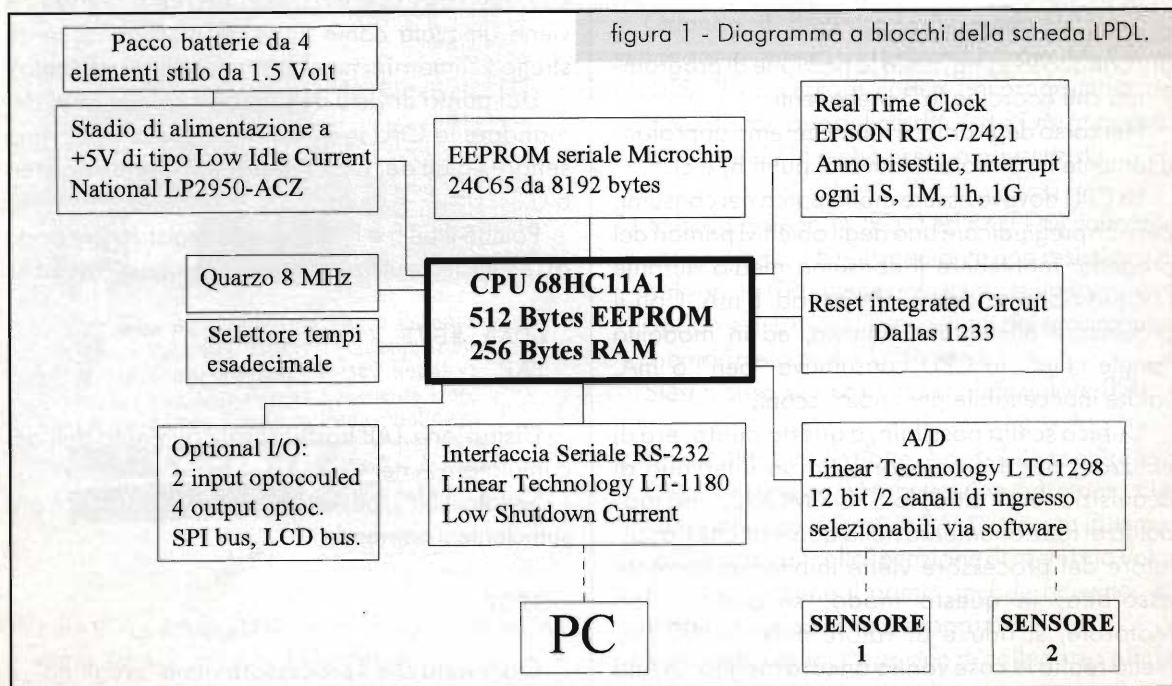 figura 1 - Diagramma a blocchi della scheda LPDL.
Pacco batterie da 4
elementi stilo da 1.5 Volt
Stadio di alimentazione a
+5V di tipo Low Idle Current
National LP2950-ACZ
EEPROM seriale Microchip
24C65 da 8192 bytes
Real Time Clock
EPSON RTC-72421
Anno bisestile, Interrupt
ogni 1S, 1M, 1h, 1G
Quarzo 8 MHz
Selettore tempi
esadecimale
CPU 68HC11A1
512 Bytes EEPROM
256 Bytes RAM
Reset Integrated Circuit
Dallas 1233
Optional I/O:
2 input optocouled
4 output optoc.
SPI bus, LCD bus.
Interfaccia Seriale RS-232
Linear Technology LT-1180
Low Shutdown Current
A/D
Linear Technology LTC1298
12 bit /2 canali di ingresso
selezionabili via software
PC
SENSORE
1
SENSORE
2